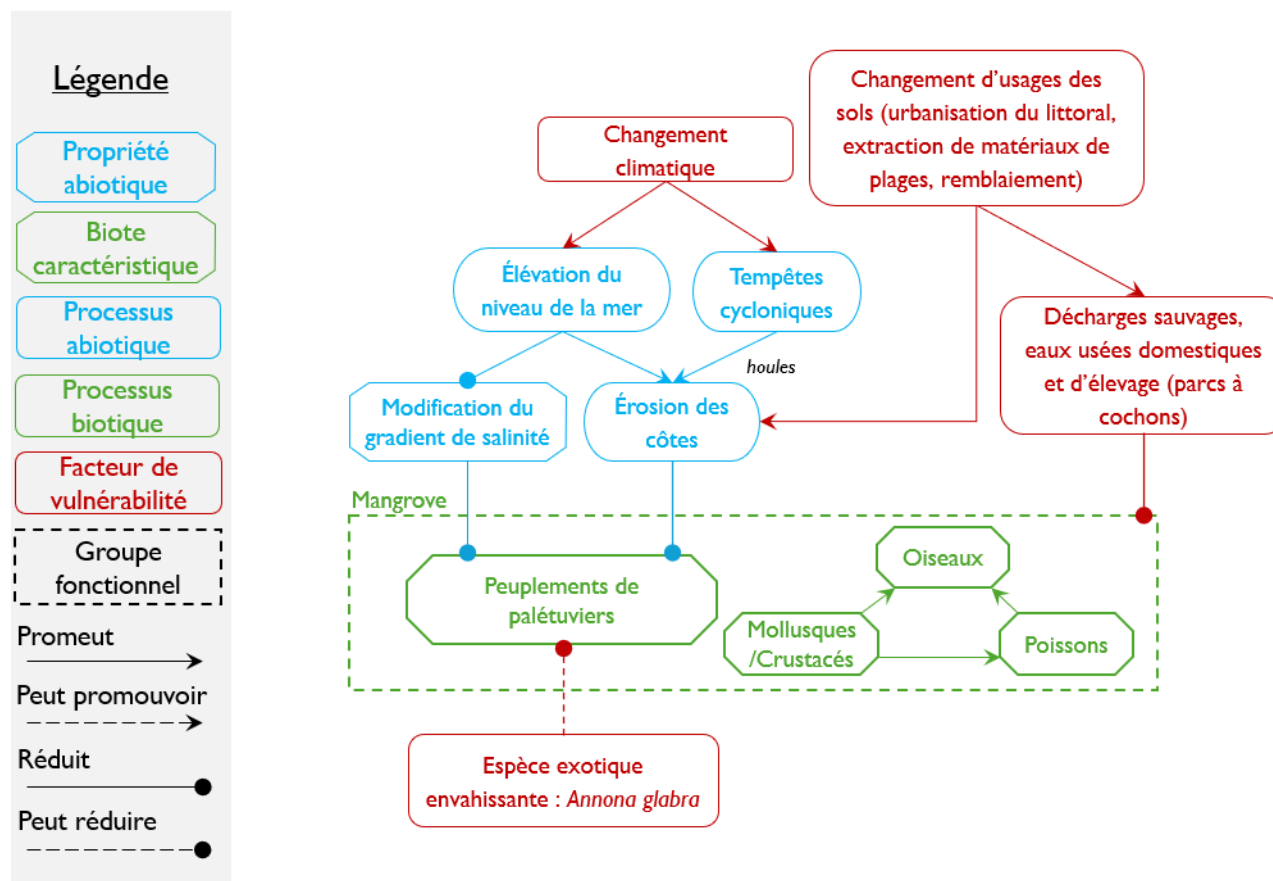 Légende
Propriété
abiotique
Biote
caractéristique
Processus
abiotique
Processus
biotique
Facteur de
vulnérabilité
Groupe
fonctionnel
Promeut
Peut promouvoir
Réduit
Peut réduire
Changement
climatique
Changement d’usages des
sols (urbanisation du littoral,
extraction de matériaux de
plages, remblaiement)
Élévation du
niveau de la mer
Tempêtes
cycloniques
houles
Décharges sauvages,
eaux usées domestiques
et d’élevage (parcs à
cochons)
Modification du
gradient de salinité
Érosion des
côtes
Mangrove
Peuplements de
palétuviers
Oiseaux
Mollusques
/Crustacés
Poissons
Espèce exotique
envahissante : Annona glabra